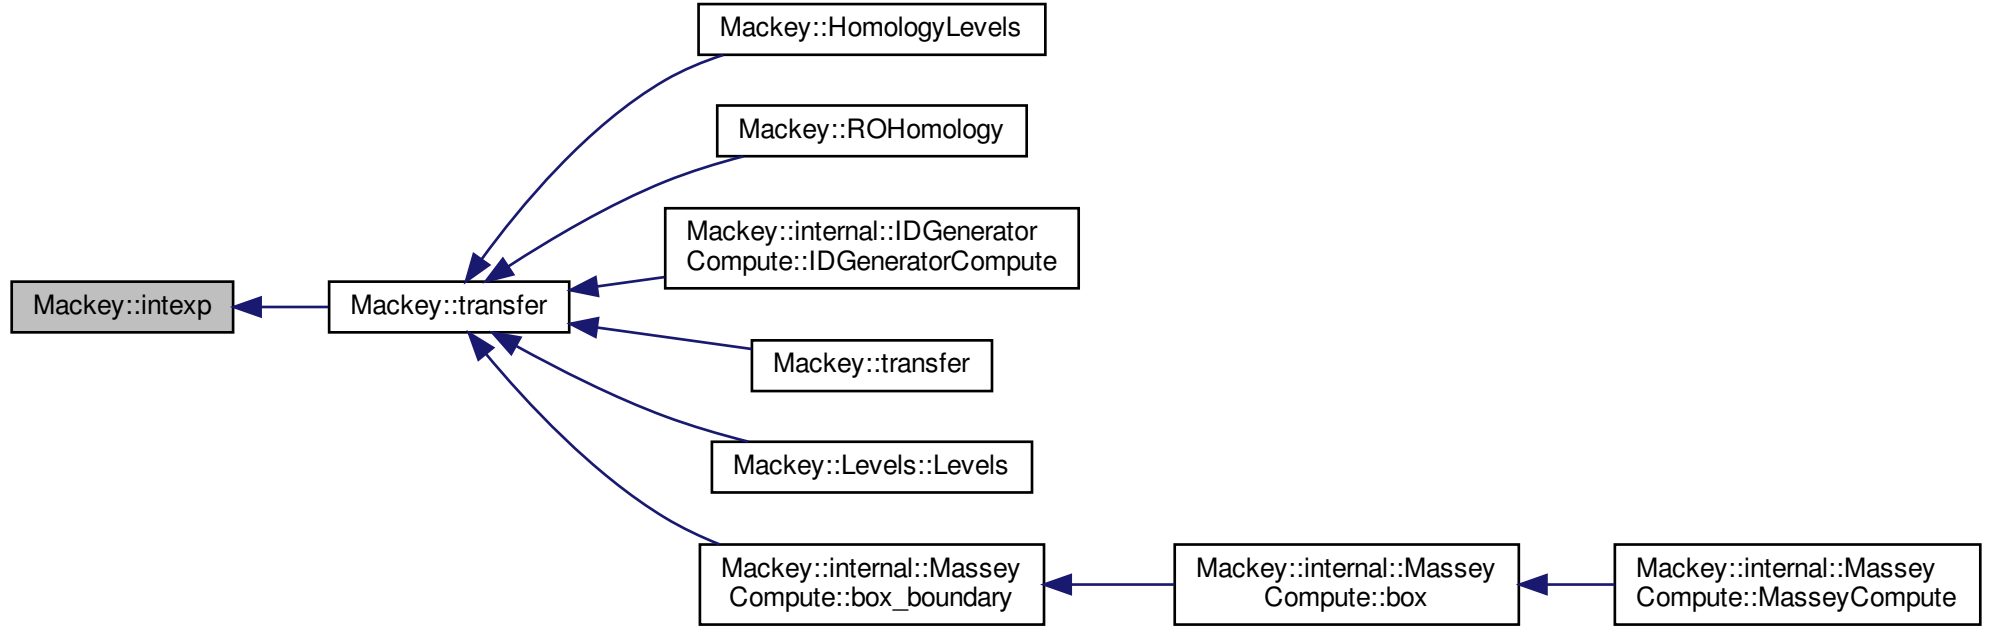 Mackey::HomologyLevels
Mackey::ROHomology
Mackey::internal::IDGenerator
Compute::IDGeneratorCompute
Mackey::intexp
Mackey::transfer
Mackey::transfer
Mackey::Levels::Levels
Mackey::internal::Massey
Compute::box_boundary
Mackey::internal::Massey
Compute::box
Mackey::internal::Massey
Compute::MasseyCompute